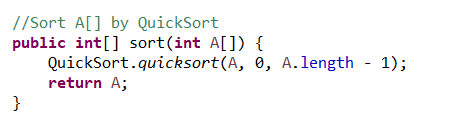 //Sort A[] by QuickSort
public int[] sort(int A[]) {
    QuickSort.quicksort(A, 0, A.length - 1);
    return A;
}